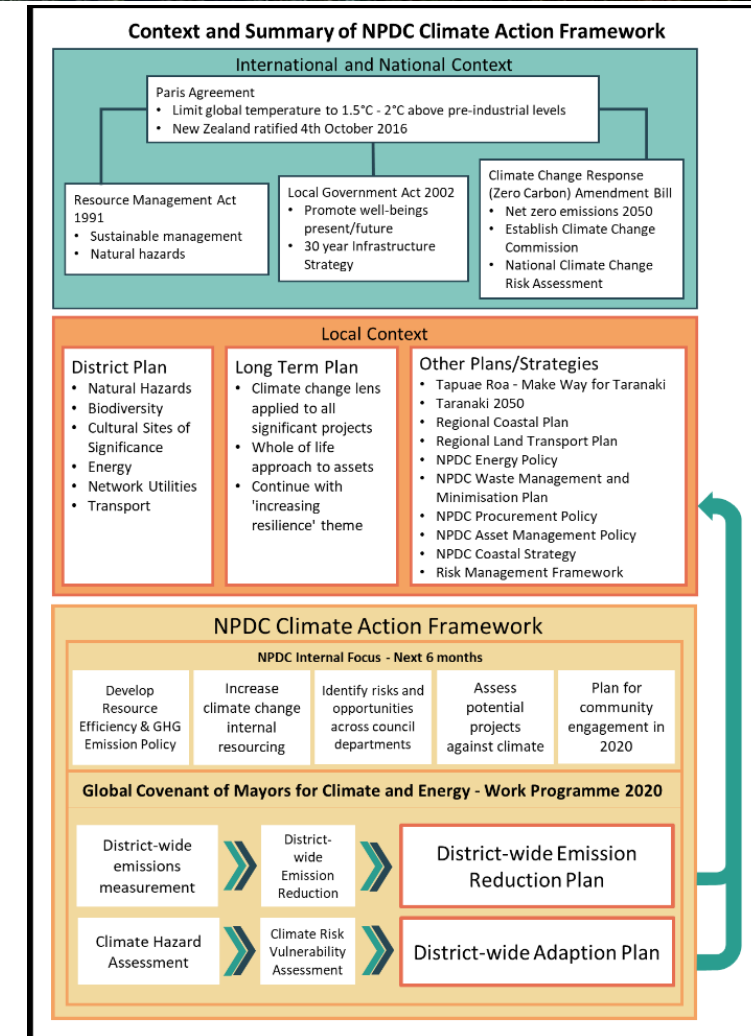 Context and Summary of NPDC Climate Action Framework
International and National Context
Paris Agreement
• Limit global temperature to 1.5°C - 2°C above pre-industrial levels
• New Zealand ratified 4th October 2016
Resource Management Act
1991
• Sustainable management
• Natural hazards
Local Government Act 2002
• Promote well-beings
present/future
• 30 year Infrastructure
Strategy
Climate Change Response
(Zero Carbon) Amendment Bill
• Net zero emissions 2050
• Establish Climate Change
Commission
• National Climate Change
Risk Assessment
Local Context
District Plan
• Natural Hazards
• Biodiversity
• Cultural Sites of
Significance
• Energy
• Network Utilities
• Transport
Long Term Plan
• Climate change lens
applied to all
significant projects
• Whole of life
approach to assets
• Continue with
'increasing
resilience' theme
Other Plans/Strategies
• Tapuae Roa - Make Way for Taranaki
• Taranaki 2050
• Regional Coastal Plan
• Regional Land Transport Plan
• NPDC Energy Policy
• NPDC Waste Management and
Minimisation Plan
• NPDC Procurement Policy
• NPDC Asset Management Policy
• NPDC Coastal Strategy
• Risk Management Framework
NPDC Climate Action Framework
NPDC Internal Focus - Next 6 months
Develop
Resource
Efficiency & GHG
Emission Policy
Increase
climate change
internal
resourcing
Identify risks and
opportunities
across council
departments
Assess
potential
projects
against climate
Plan for
community
engagement in
2020
Global Covenant of Mayors for Climate and Energy - Work Programme 2020
District-wide
emissions
measurement
District-
wide
Emission
Reduction
District-wide Emission
Reduction Plan
Climate Hazard
Assessment
Climate Risk
Vulnerability
Assessment
District-wide Adaption Plan